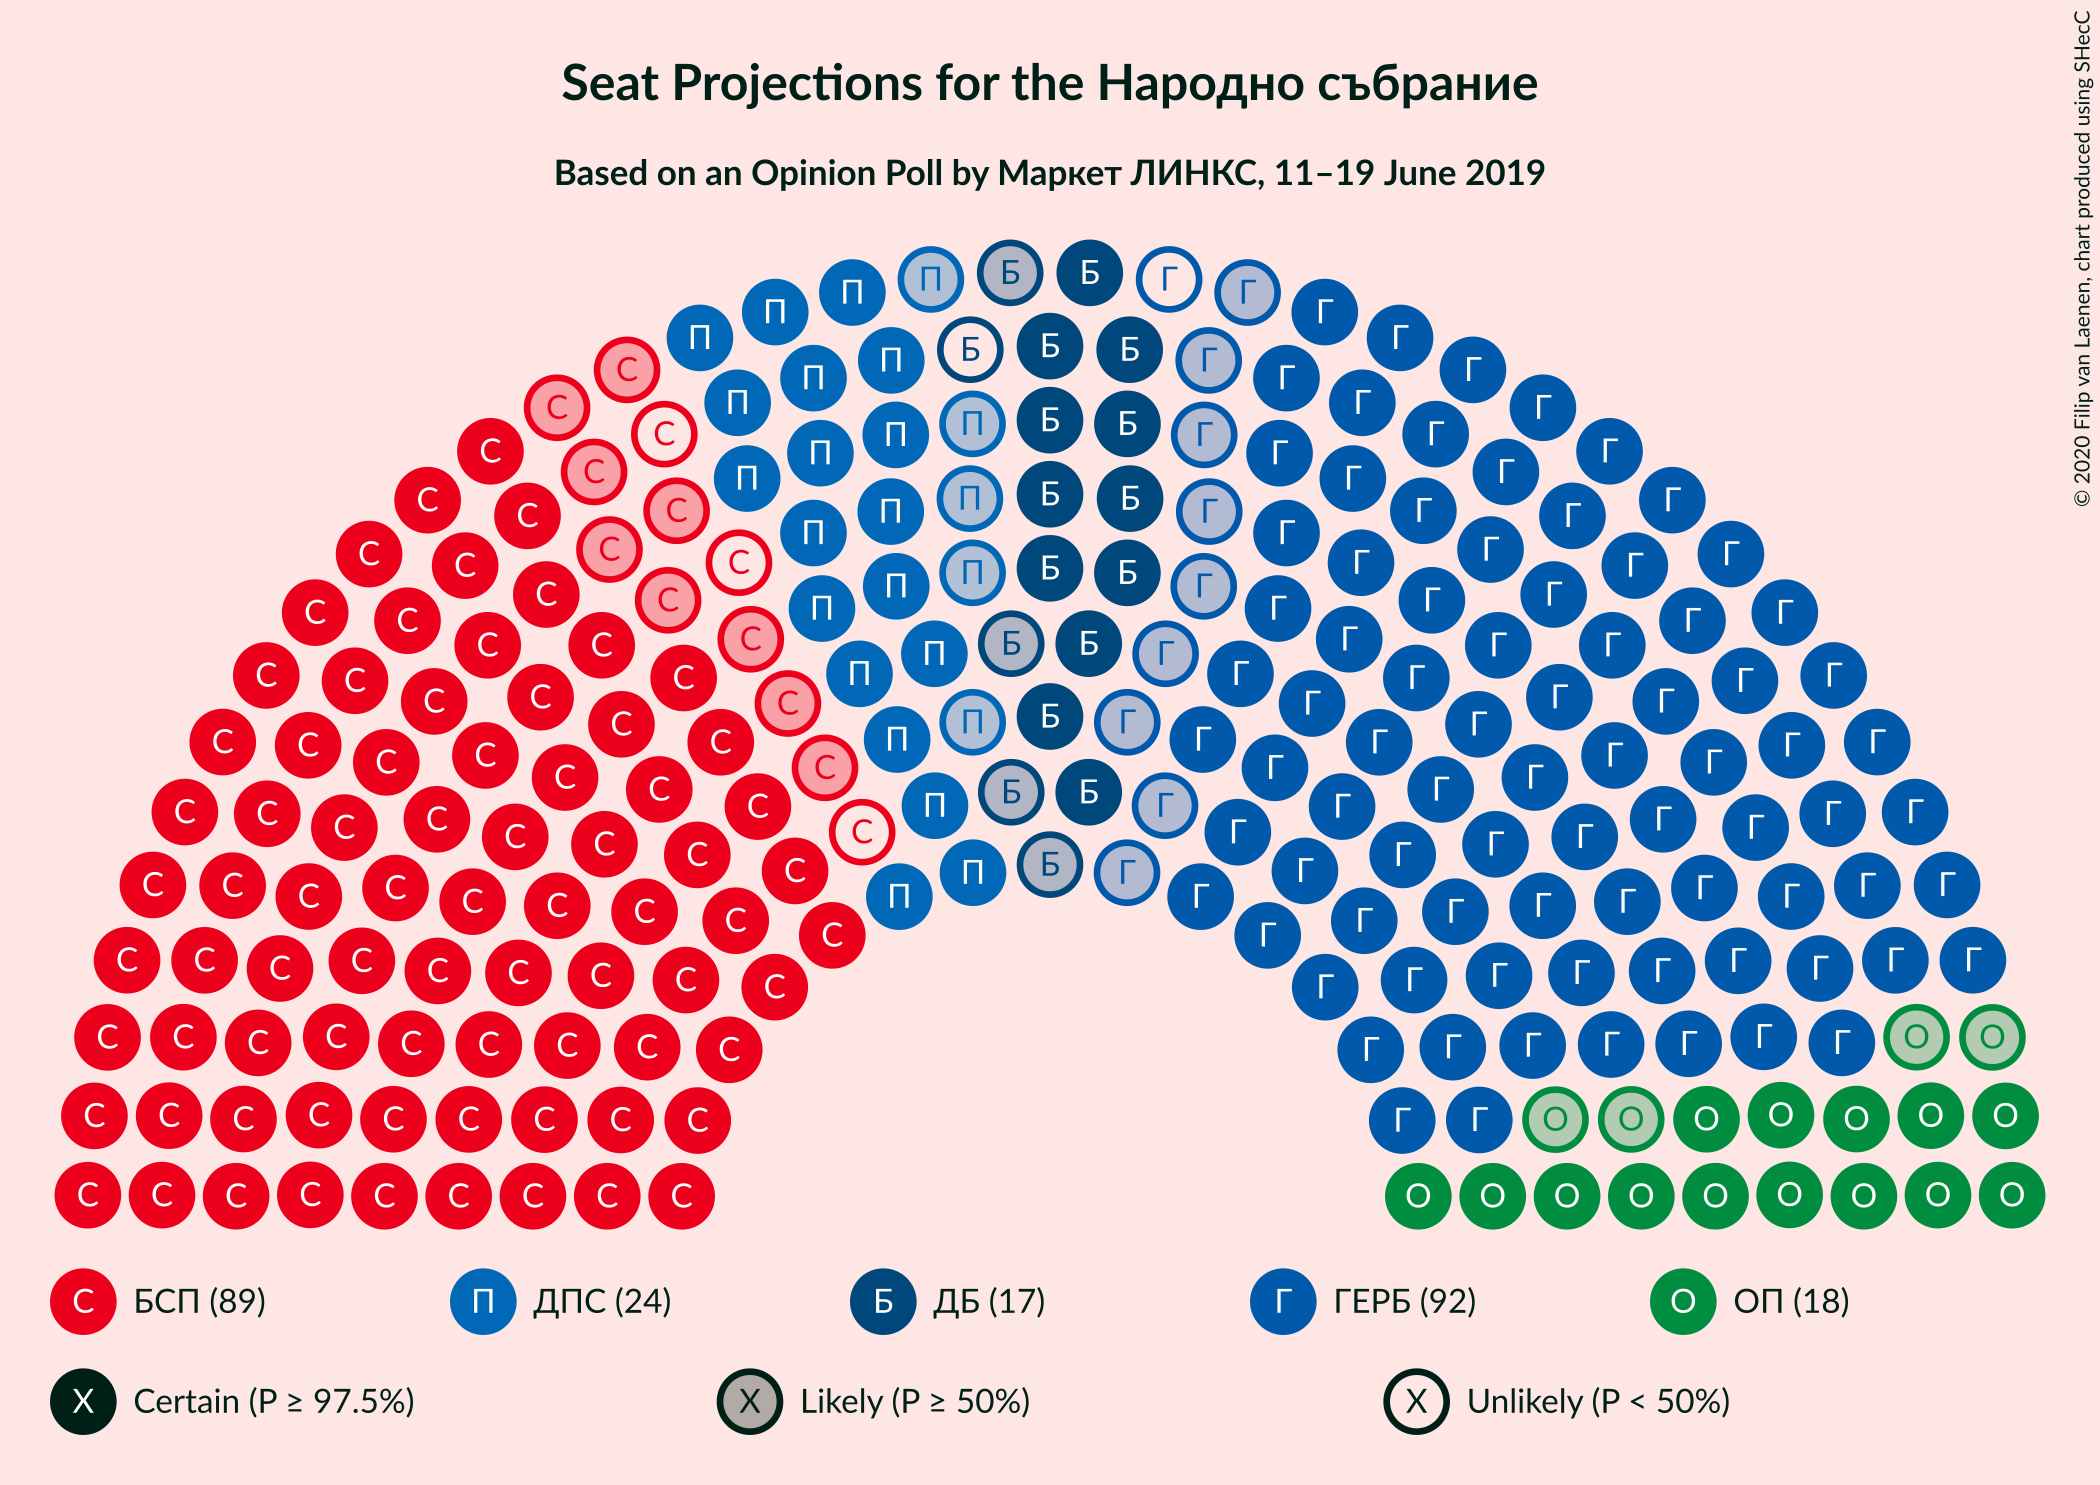 Seat Projections for the Народно събрание
Based on an Opinion Poll by Маркет ЛИНКС, 11–19 June 2019
© 2020 Filip van Laenen, chart produced using SHecC
С БСП (89) П ДПС (24) Б ДБ (17) Г ГЕРБ (92) О ОП (18)
X Certain (P ≥ 97.5%) X Likely (P ≥ 50%) X Unlikely (P < 50%)